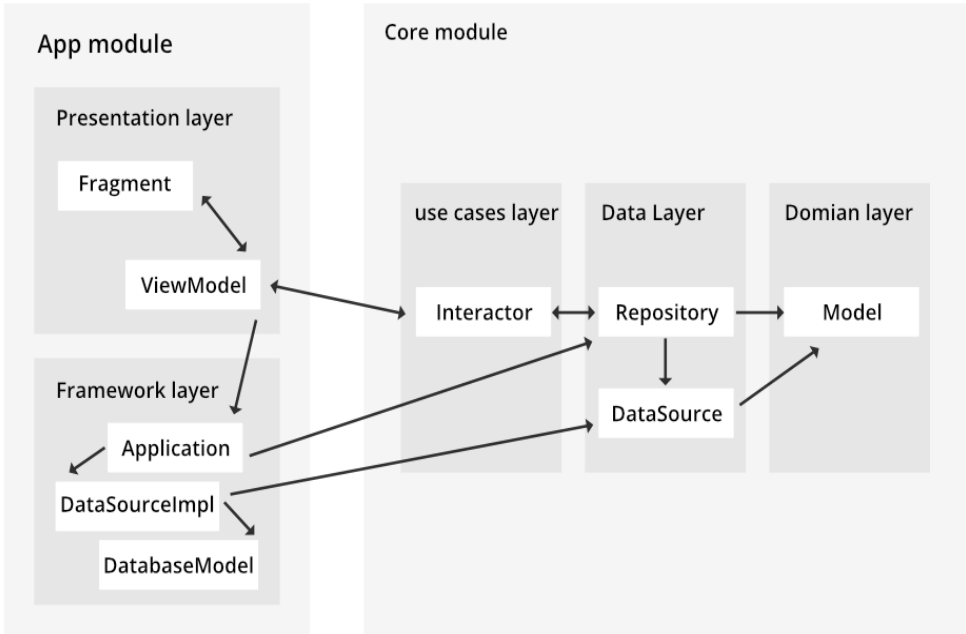 App module
Presentation layer
Fragment
ViewModel
Framework layer
Application
DataSourceImpl
DatabaseModel
Core module
use cases layer
Interactor
Data Layer
Repository
DataSource
Domian layer
Model